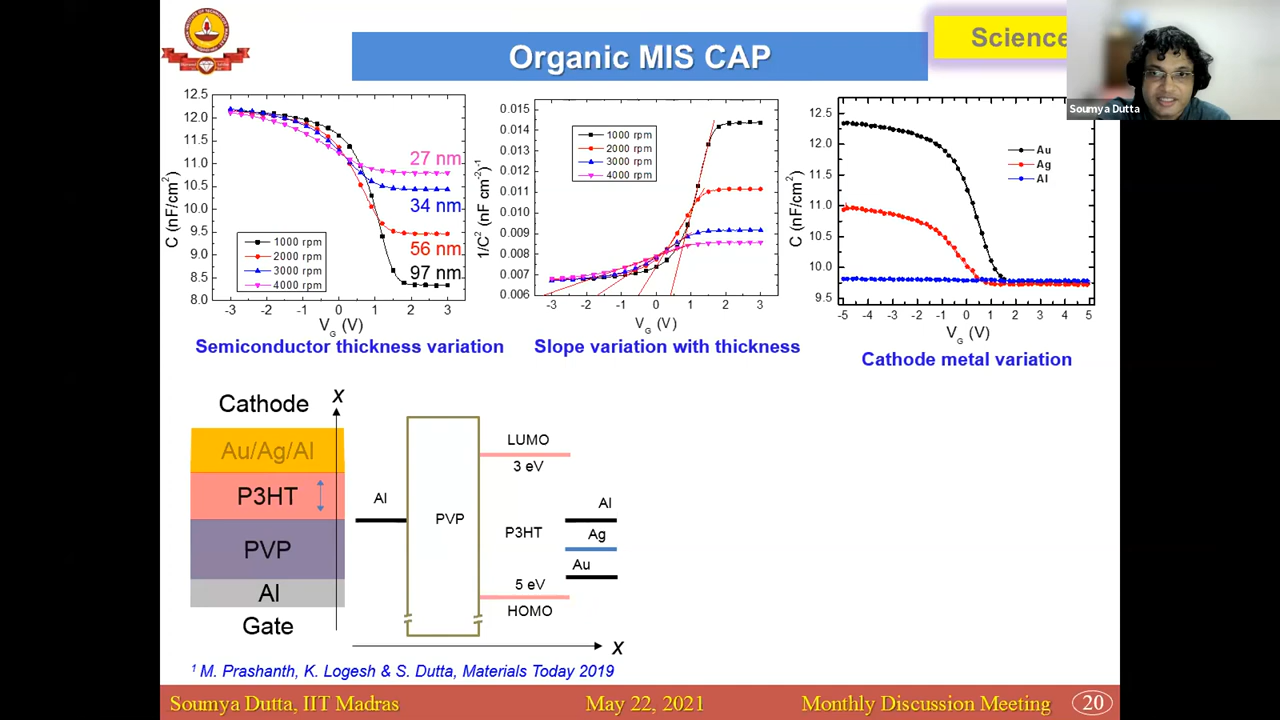 Organic MIS CAP
Science
Soumya Dutta
12.5
12.0
11.5
11.0
10.5
10.0
9.5
9.0
8.5
8.0
C (nF/cm²)
27 nm
34 nm
56 nm
97 nm
1000 rpm
2000 rpm
3000 rpm
4000 rpm
-3 -2 -1 0 1 2 3
V_G (V)
Semiconductor thickness variation
0.015
0.014
0.013
0.011
0.010
0.009
0.007
0.006
1/C² (nF cm⁻²)⁻¹
1000 rpm
2000 rpm
3000 rpm
4000 rpm
-3 -2 -1 0 1 2 3
V_G (V)
Slope variation with thickness
12.5
12.0
11.0
10.5
9.8
9.5
C (nF/cm²)
Au
Ag
Al
-5 -4 -3 -2 -1 0 1 2 3 4 5
V_G (V)
Cathode metal variation
Cathode
x
Au/Ag/Al
P3HT
PVP
Al
Gate
Al
PVP
LUMO
3 eV
P3HT
5 eV
HOMO
Al
Ag
Au
x
¹ M. Prashanth, K. Logesh & S. Dutta, Materials Today 2019
Soumya Dutta, IIT Madras May 22, 2021 Monthly Discussion Meeting 20